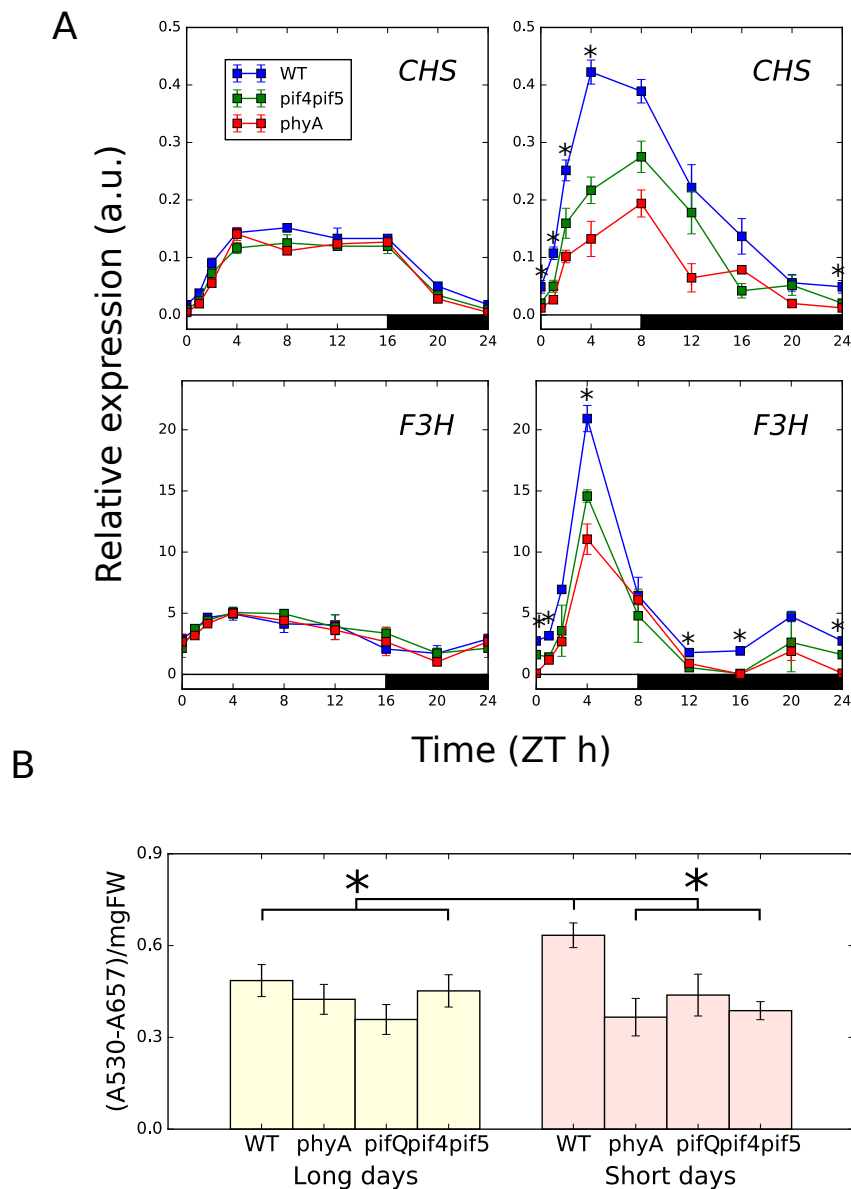 A
Relative expression (a.u.)
0.5
0.4
0.3
0.2
0.1
0.0
WT
pif4pif5
phyA
CHS
0 4 8 12 16 20 24
CHS
* * * * *
0 4 8 12 16 20 24
20
15
10
5
0
F3H
0 4 8 12 16 20 24
F3H
* * * * * *
0 4 8 12 16 20 24
Time (ZT h)
B
(A530-A657)/mgFW
0.9
0.6
0.3
0.0
* *
WT phyA pifQ pif4pif5 WT phyA pifQ pif4pif5
Long days Short days